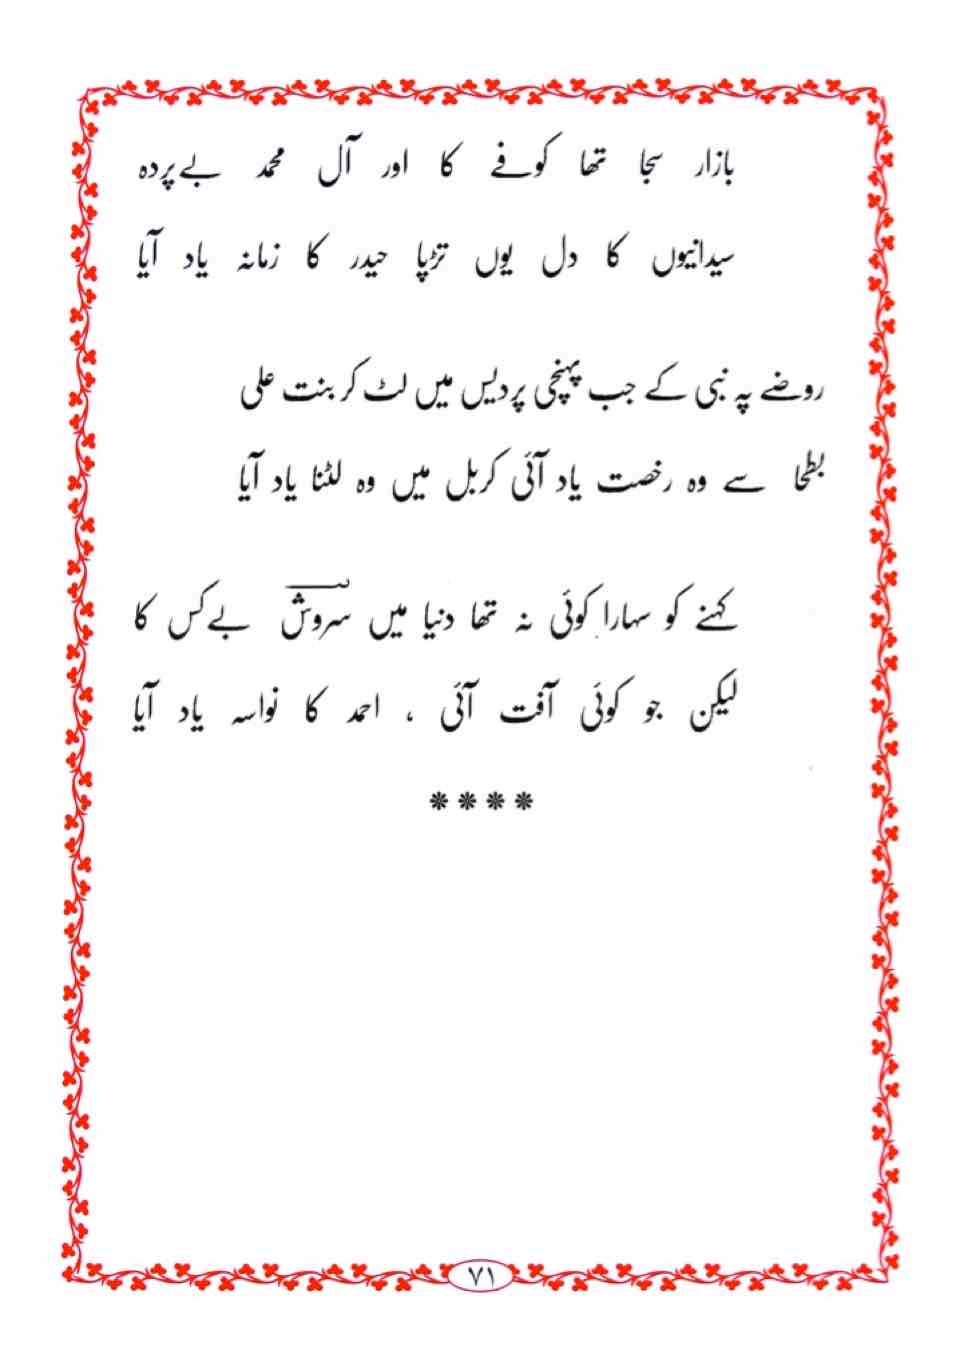 بازار سجا تھا کوفے کا اور آل محمد بے پردہ
سیدانیوں کا دل یوں تڑپا حیدر کا زمانہ یاد آیا
روضے پہ نبی کے جب پہنچی پردیس میں لٹ کر بنت علی
بطحا سے وہ رخصت یاد آئی کربل میں وہ لٹنا یاد آیا
کہنے کو سہارا کوئی نہ تھا دنیا میں سروشؔ بے کس کا
لیکن جو کوئی آفت آئی ، احمد کا نواسہ یاد آیا
****
۷۱